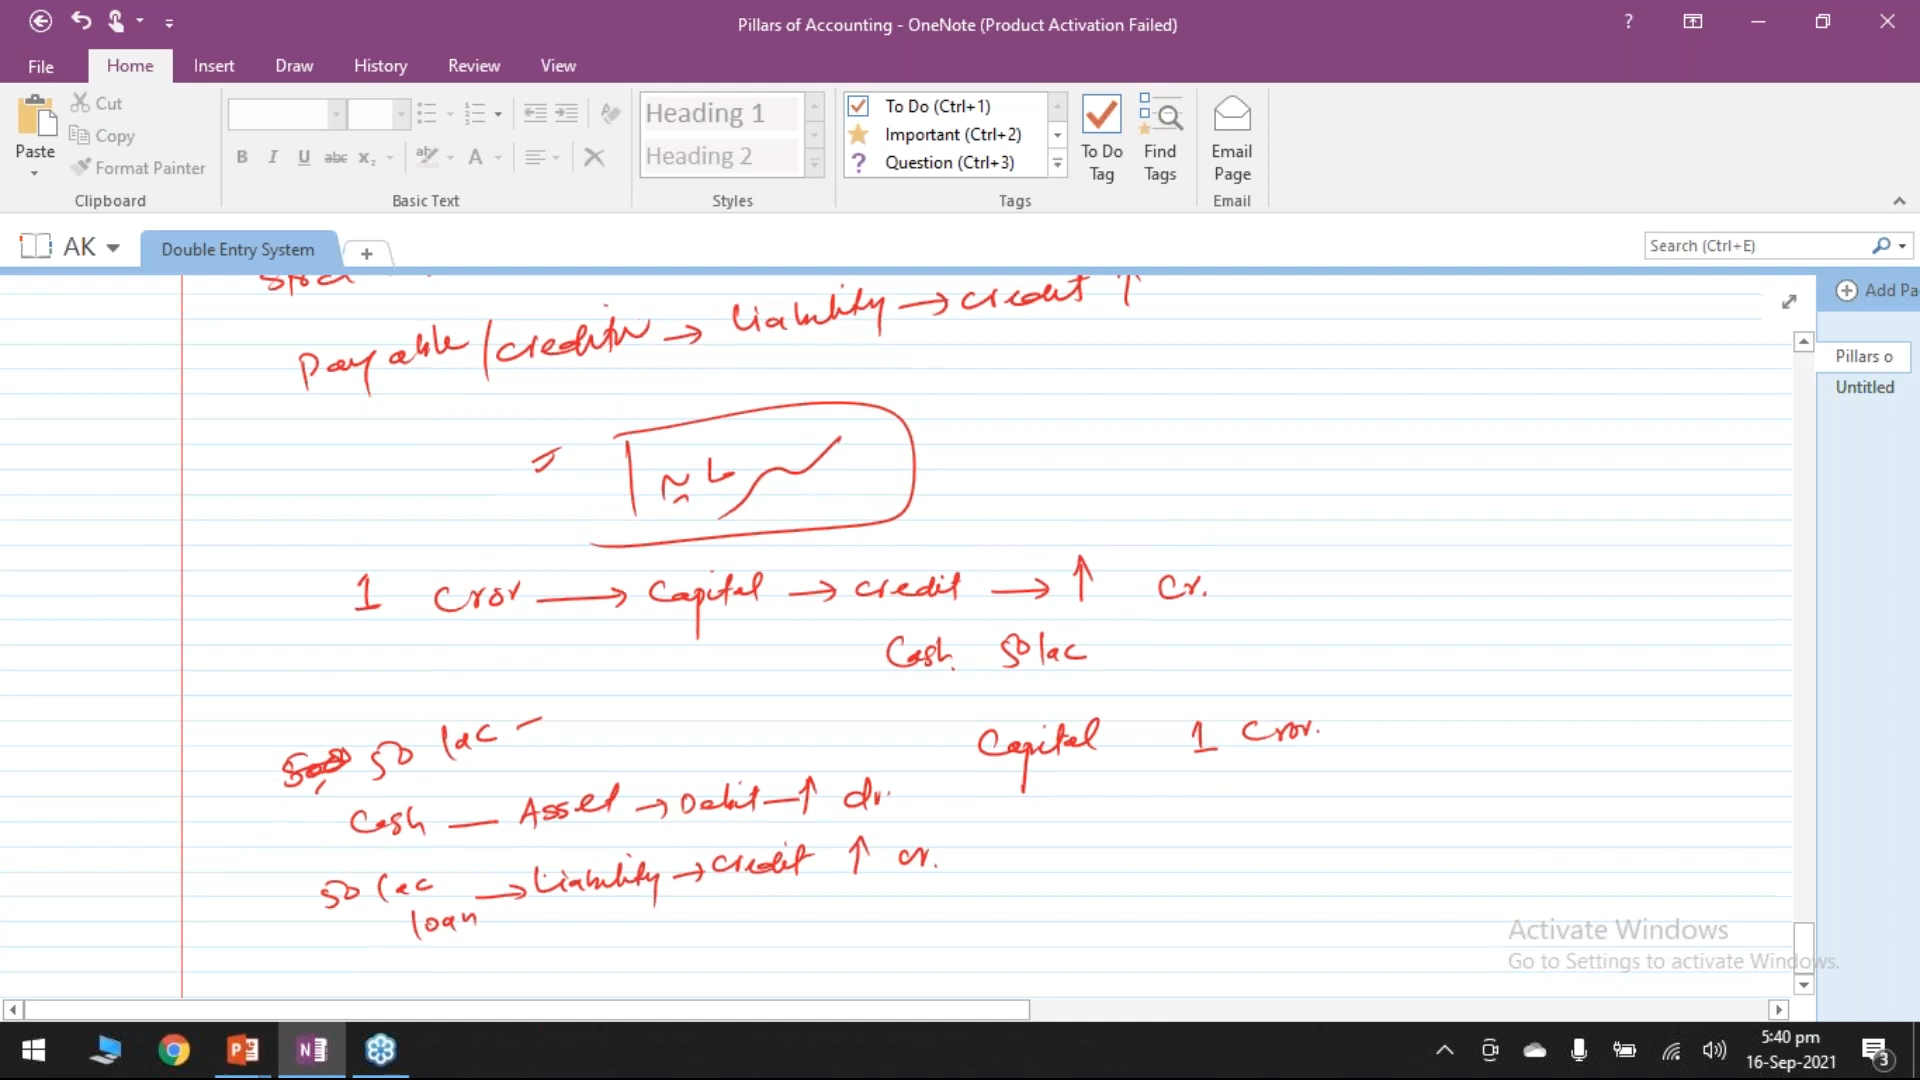 Pillars of Accounting - OneNote (Product Activation Failed)
?
File Home Insert Draw History Review View
Paste
Cut
Copy
Format Painter
Clipboard
B I U abc X₂ A
Basic Text
Heading 1
Heading 2
Styles
To Do (Ctrl+1)
Important (Ctrl+2)
? Question (Ctrl+3)
Tags
To Do Tag
Find Tags
Email Page
Email
AK
Double Entry System
+
Search (Ctrl+E)
Add Pa
Pillars o
Untitled
Payable / creditor → Liability → credit ↑
1 Cror → Capital → credit → ↑ Cr.
Cash 50 lac
50 lac -
Capital 1 Cror.
Cash — Asset → Debit - ↑ dr.
50 lac loan → Liability → credit ↑ cr.
Activate Windows
Go to Settings to activate Windows.
5:40 pm
16-Sep-2021
3